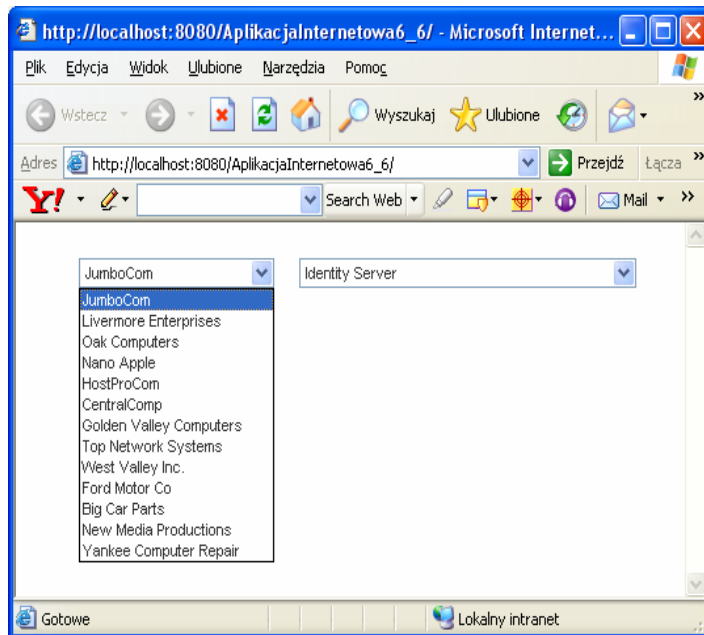 http://localhost:8080/AplikacjaInternetowa6_6/ - Microsoft Internet...
Plik Edycja Widok Ulubione Narzędzia Pomoc
Wstecz Wyszukaj Ulubione »
Adres http://localhost:8080/AplikacjaInternetowa6_6/ Przejdź Łącza »
Y! Search Web Mail »
JumboCom Identity Server
JumboCom
Livermore Enterprises
Oak Computers
Nano Apple
HostProCom
CentralComp
Golden Valley Computers
Top Network Systems
West Valley Inc.
Ford Motor Co
Big Car Parts
New Media Productions
Yankee Computer Repair
Gotowe Lokalny intranet